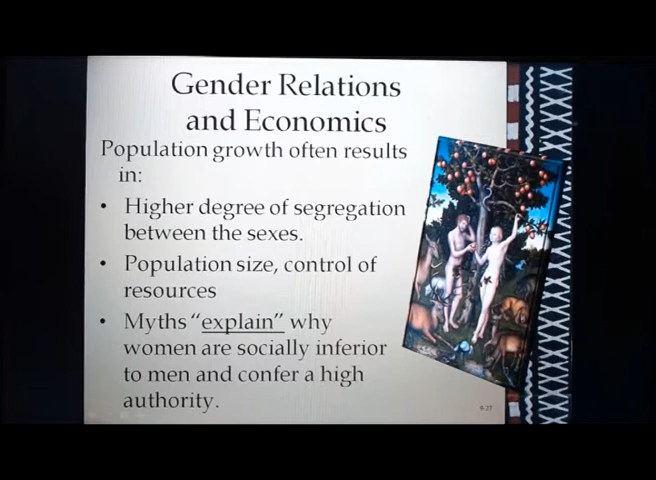 Gender Relations
and Economics
Population growth often results
in:
• Higher degree of segregation
between the sexes.
• Population size, control of
resources
• Myths “explain” why
women are socially inferior
to men and confer a high
authority.